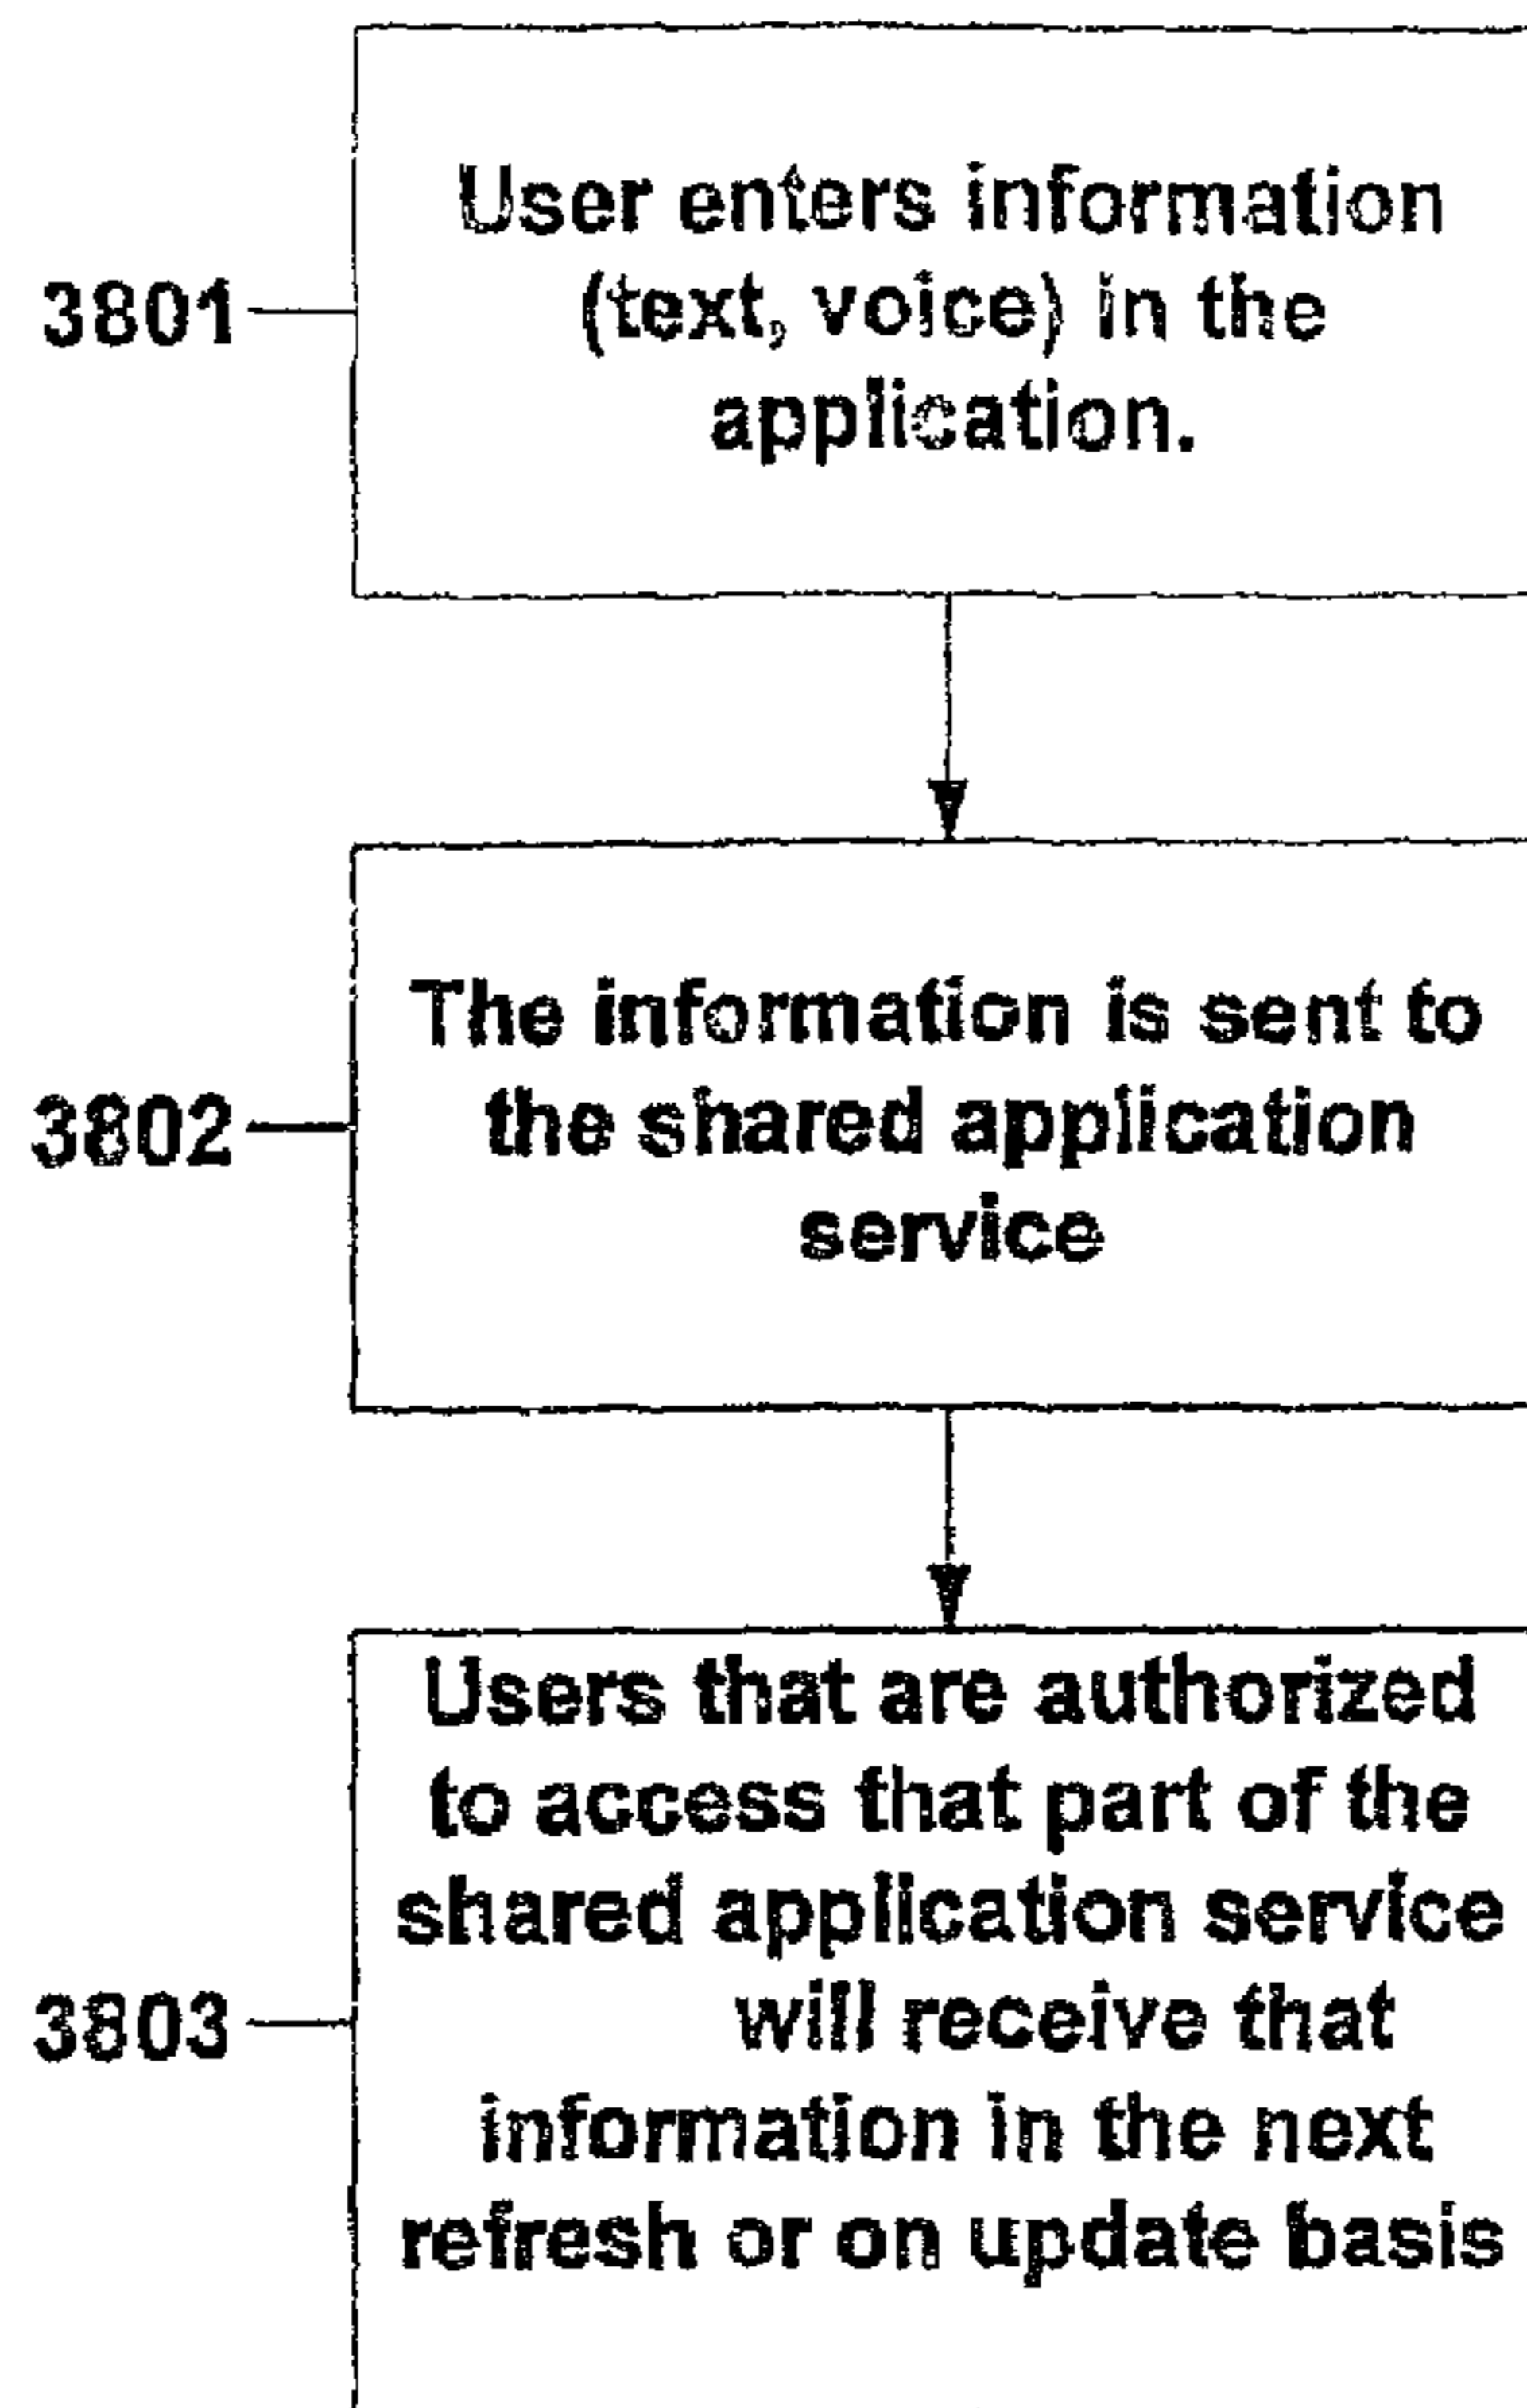 User enters information
3801
(text, voice) in the
application.
The information is sent to
3802
the shared application
service
Users that are authorized
to access that part of the
shared application service
3803
will receive that
information in the next
refresh or on update basis